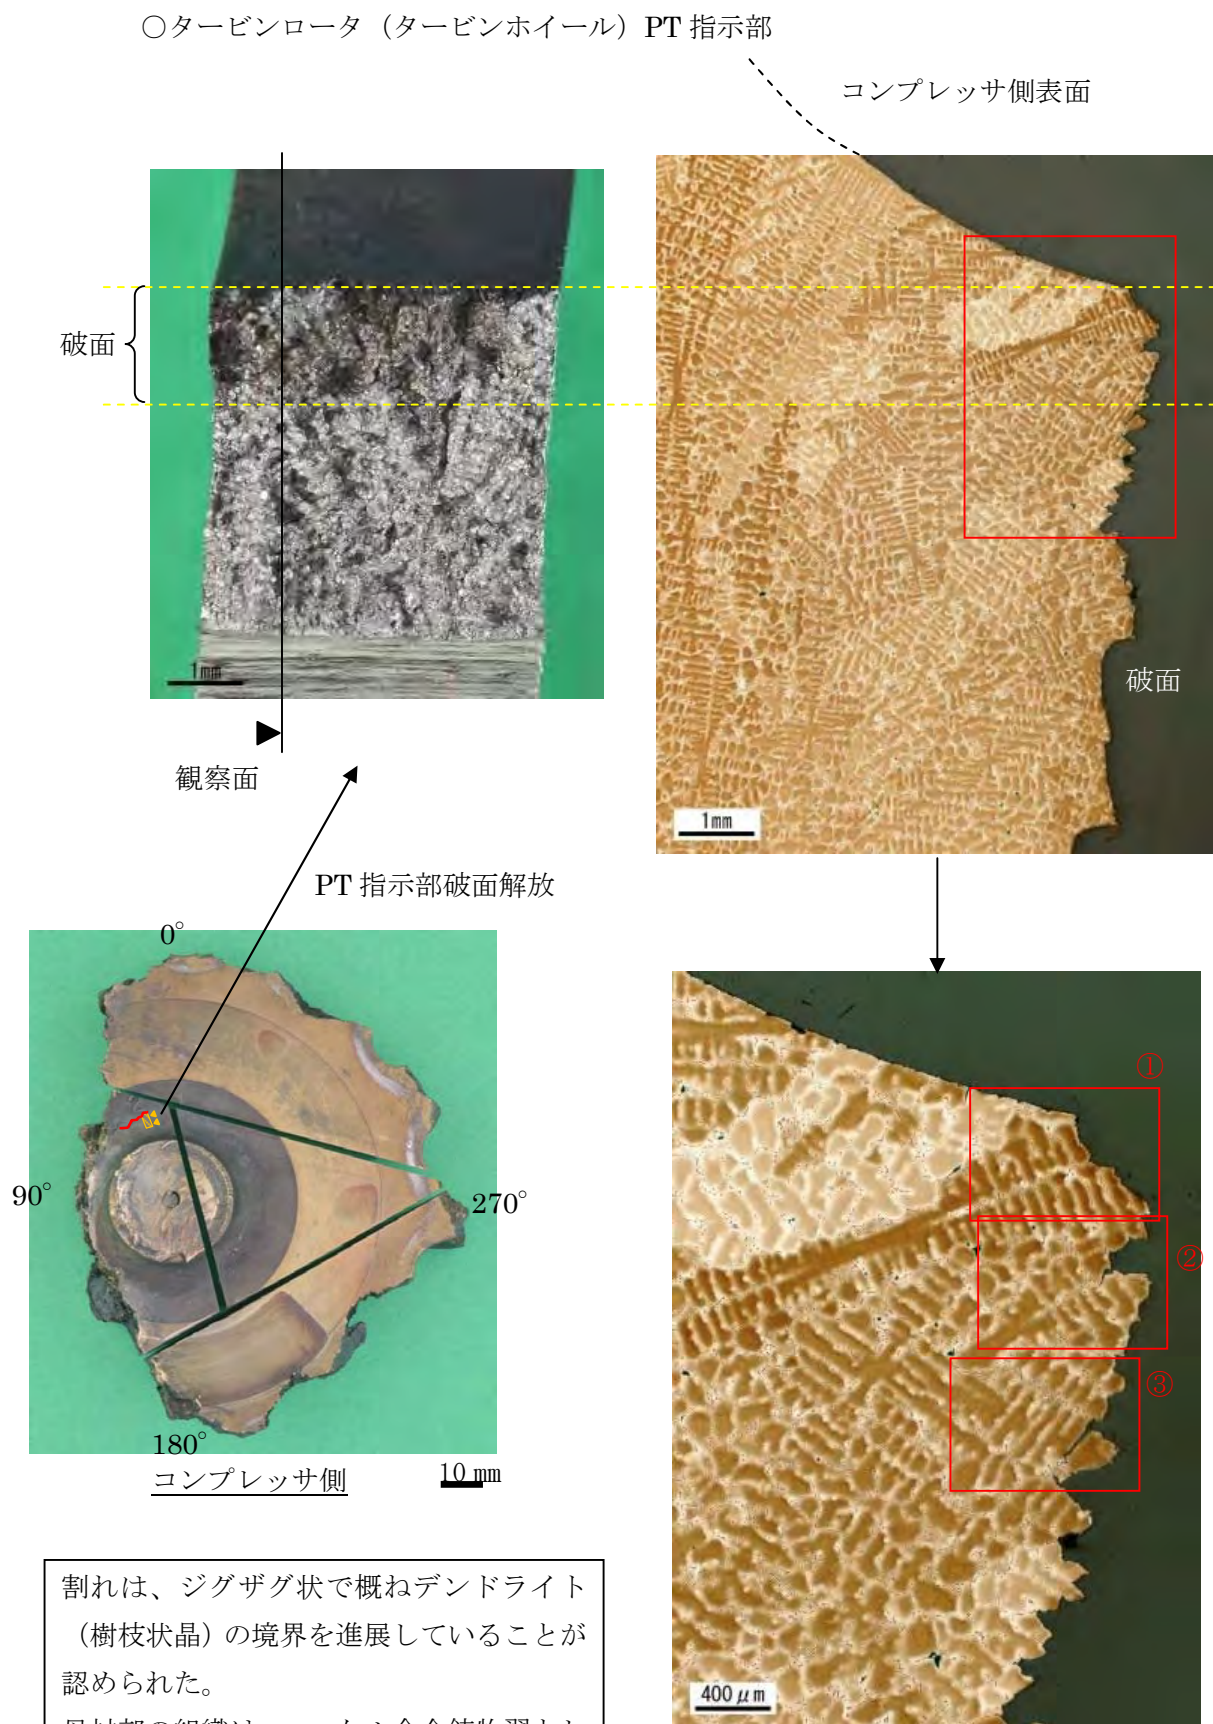 ○タービンロータ（タービンホイール）PT 指示部
コンプレッサ側表面
破面
1mm
観察面
破面
1mm
PT 指示部破面解放
0°
90°
270°
180°
コンプレッサ側
10 mm
①
②
③
400μm
割れは、ジグザグ状で概ねデンドライト
（樹枝状晶）の境界を進展していることが
認められた。